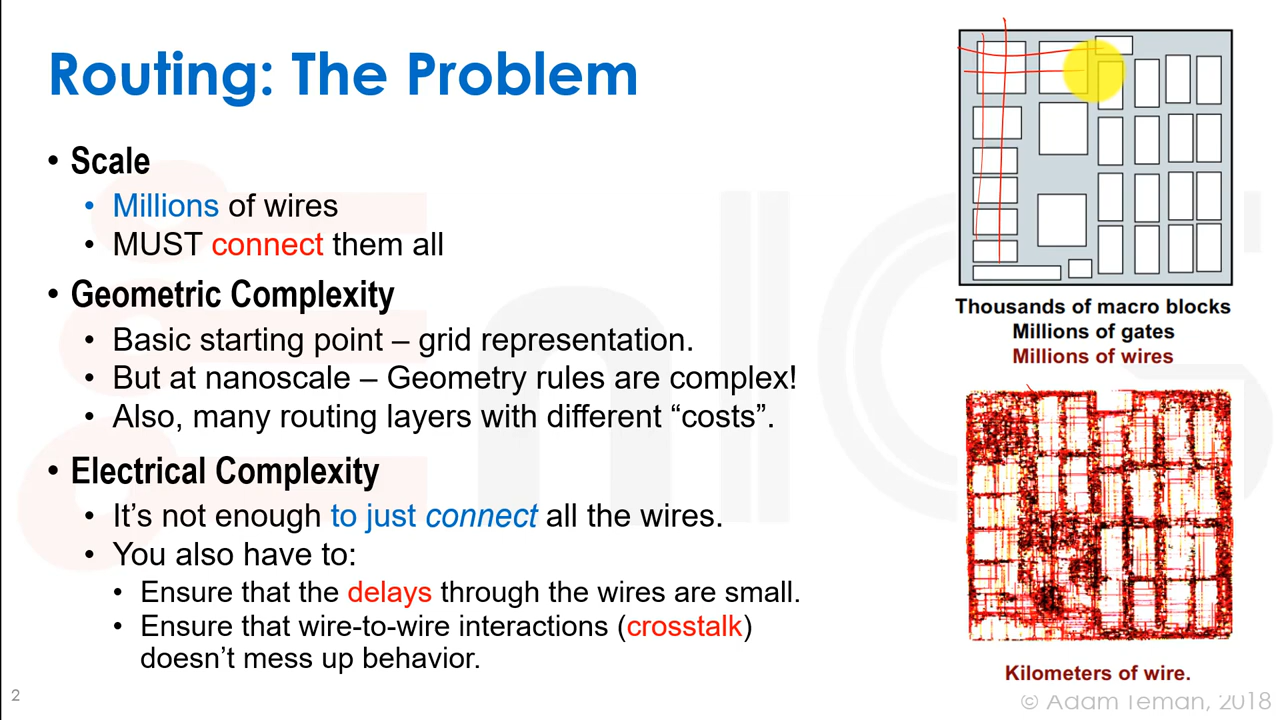 Routing: The Problem
• Scale
• Millions of wires
• MUST connect them all
• Geometric Complexity
• Basic starting point – grid representation.
• But at nanoscale – Geometry rules are complex!
• Also, many routing layers with different “costs”.
• Electrical Complexity
• It’s not enough to just connect all the wires.
• You also have to:
• Ensure that the delays through the wires are small.
• Ensure that wire-to-wire interactions (crosstalk)
doesn’t mess up behavior.
Thousands of macro blocks
Millions of gates
Millions of wires
Kilometers of wire.
2
© Adam Teman, 2018